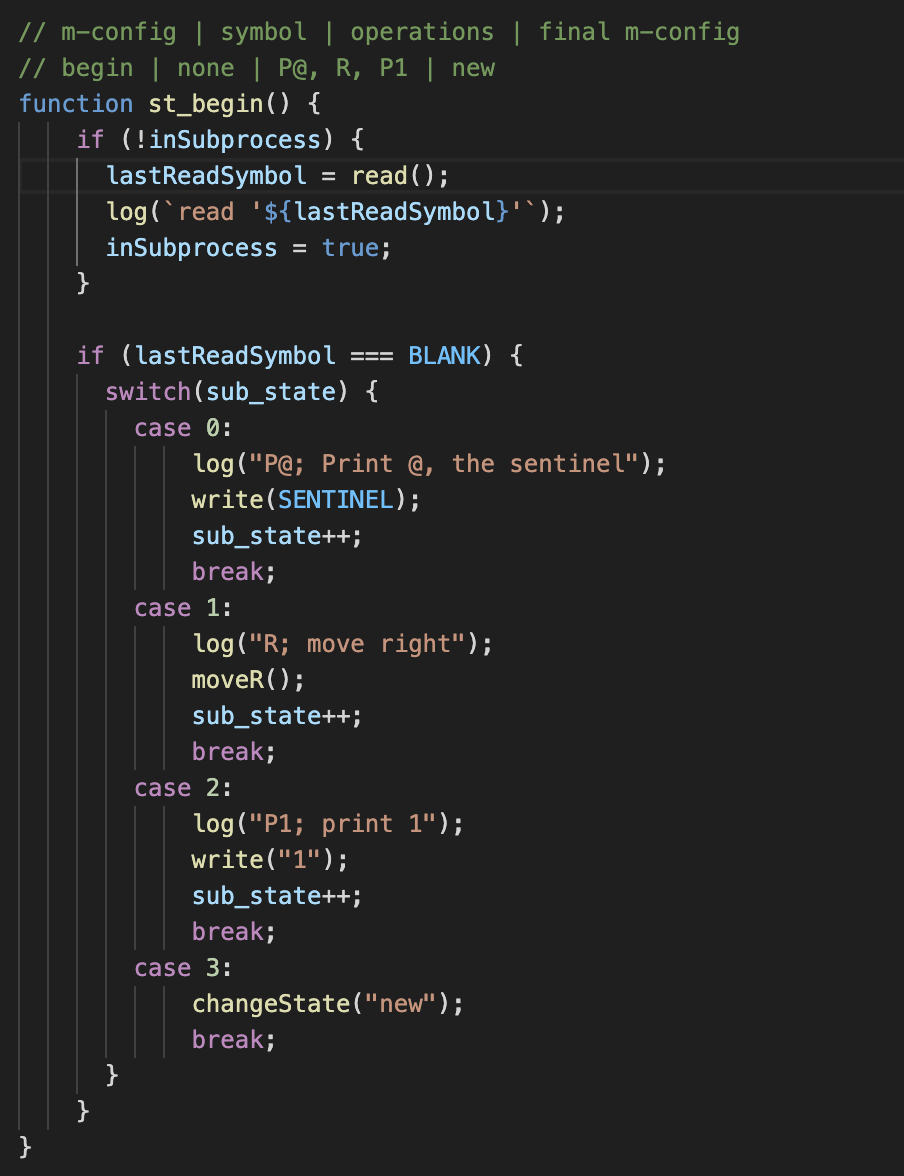 // m-config | symbol | operations | final m-config
// begin | none | P@, R, P1 | new
function st_begin() {
    if (!inSubprocess) {
      lastReadSymbol = read();
      log(`read '${lastReadSymbol}'`);
      inSubprocess = true;
    }

    if (lastReadSymbol === BLANK) {
      switch(sub_state) {
        case 0:
            log("P@; Print @, the sentinel");
            write(SENTINEL);
            sub_state++;
            break;
        case 1:
            log("R; move right");
            moveR();
            sub_state++;
            break;
        case 2:
            log("P1; print 1");
            write("1");
            sub_state++;
            break;
        case 3:
            changeState("new");
            break;
      }
    }
}